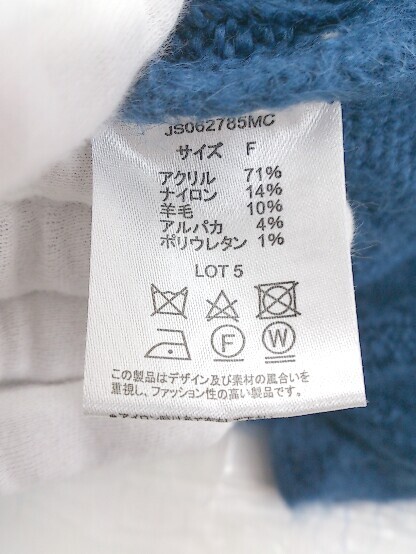 JS062785MC
サイズ F
アクリル 71%
ナイロン 14%
羊毛 10%
アルパカ 4%
ポリウレタン 1%
LOT 5
F W
この製品はデザイン及び素材の風合いを
重視し、ファッション性の高い製品です。